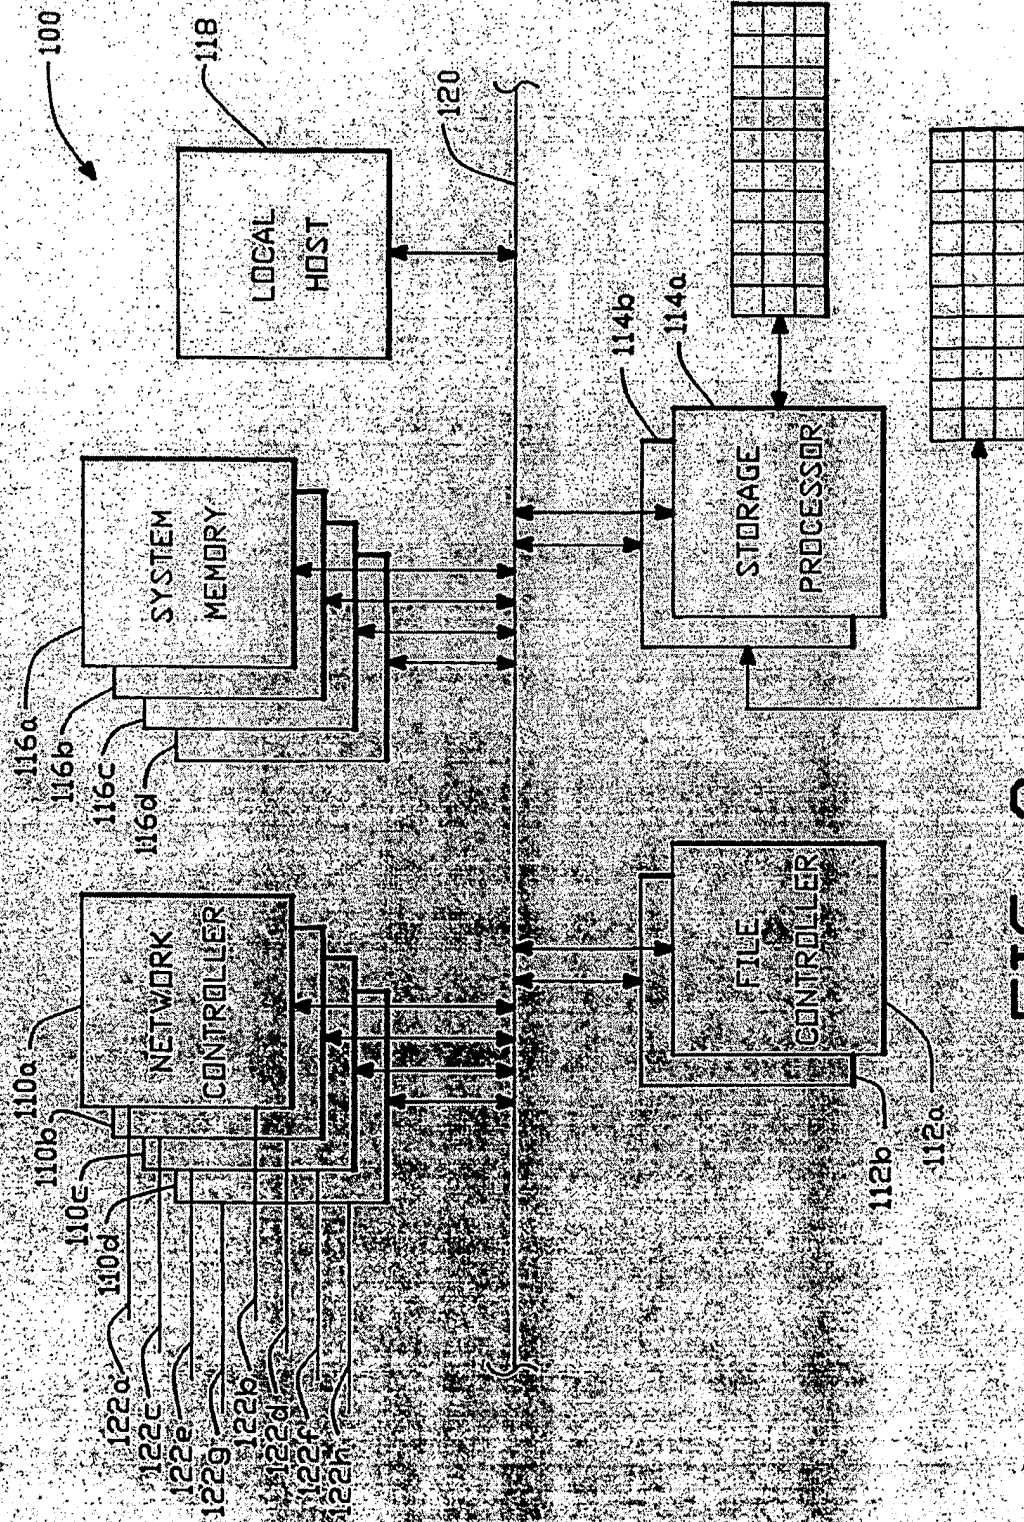 100
118
LOCAL
HOST
120
116a
116b
116c
116d
SYSTEM
MEMORY
110a
110b
110c
110d
NETWORK
CONTROLLER
122a
122c
122e
122g
122b
122d
122f
122h
114b
114a
STORAGE
PROCESSOR
FILE
CONTROLLER
112b
112a